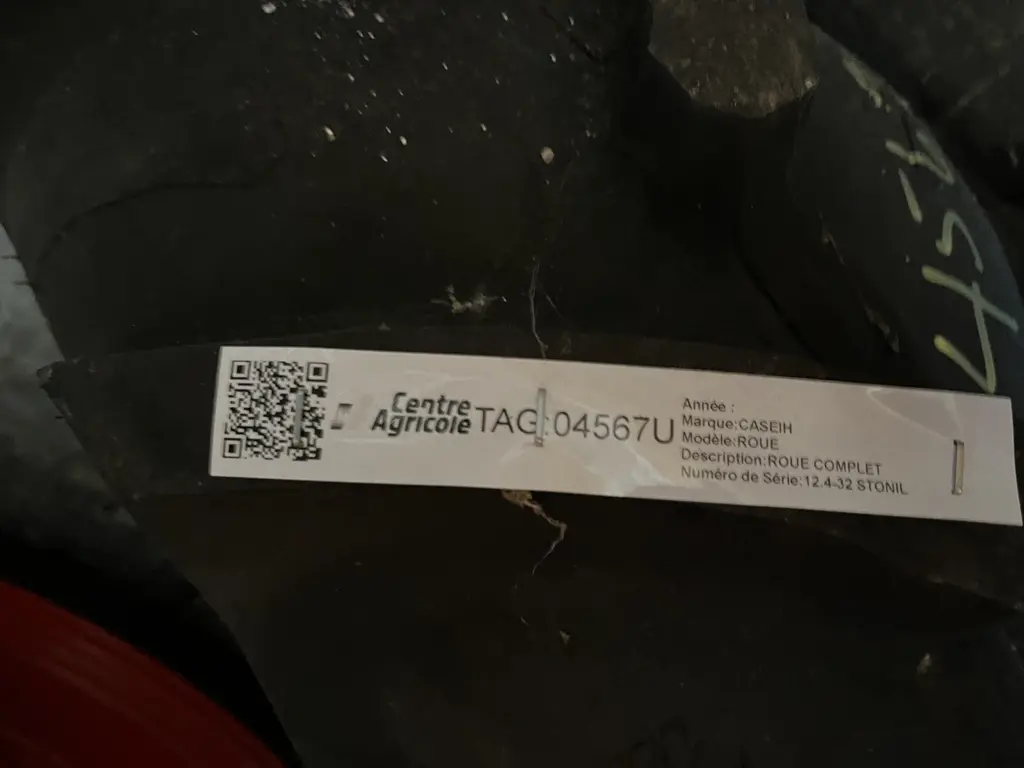 Centre
Agricole
TAG:04567U
Année :
Marque:CASEIH
Modèle:ROUE
Description:ROUE COMPLET
Numéro de Série:12.4-32 STONIL